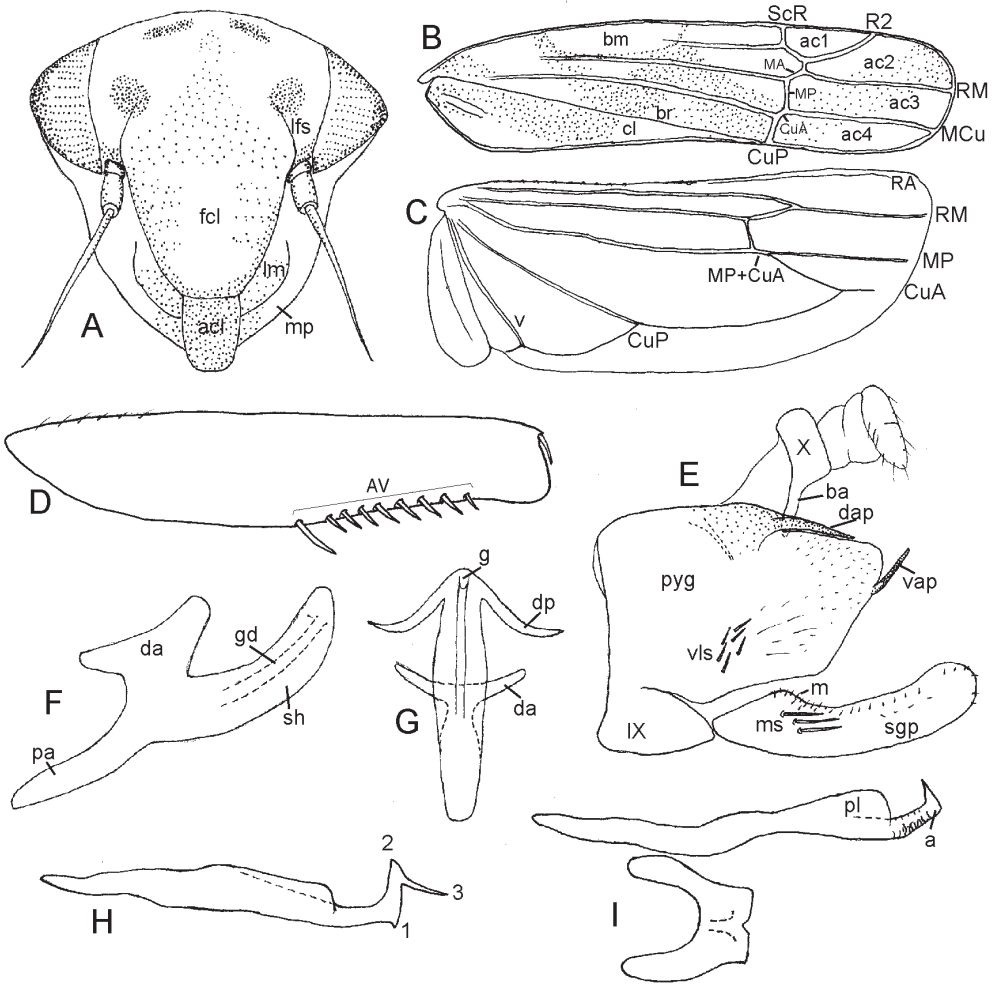 A
lfs
fcl
lm
acl
mp
B
ScR
R2
bm
ac1
MA
ac2
MP
ac3
RM
br
cl
CuA
ac4
MCu
CuP
C
RA
RM
MP
MP+CuA
CuA
v
CuP
D
AV
E
X
ba
dap
pyg
vap
vls
m
IX
ms
sgp
F
da
gd
sh
pa
G
g
dp
da
H
2
3
1
I
pl
a